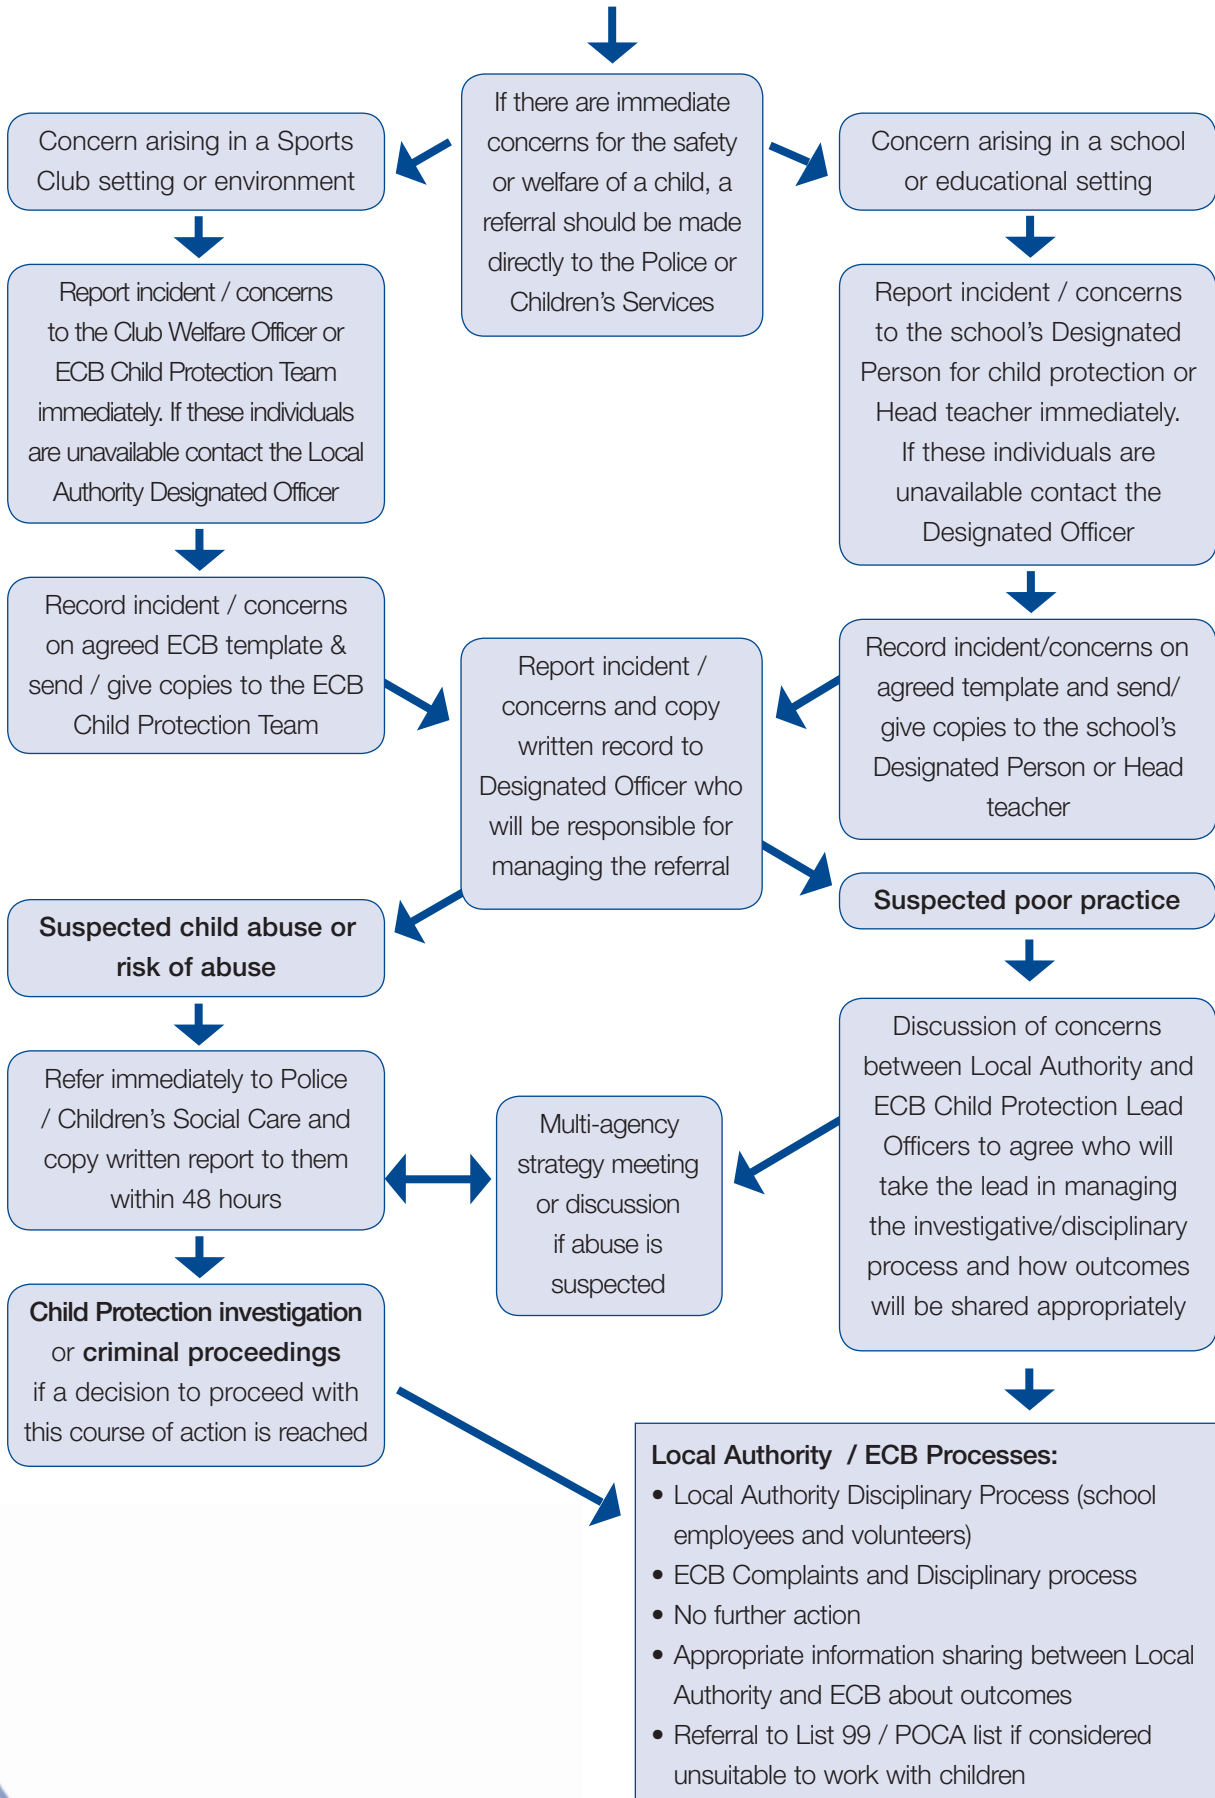 If there are immediate
concerns for the safety
or welfare of a child, a
referral should be made
directly to the Police or
Children’s Services
Concern arising in a Sports
Club setting or environment
Concern arising in a school
or educational setting
Report incident / concerns
to the Club Welfare Officer or
ECB Child Protection Team
immediately. If these individuals
are unavailable contact the Local
Authority Designated Officer
Report incident / concerns
to the school’s Designated
Person for child protection or
Head teacher immediately.
If these individuals are
unavailable contact the
Designated Officer
Record incident / concerns
on agreed ECB template &
send / give copies to the ECB
Child Protection Team
Record incident/concerns on
agreed template and send/
give copies to the school’s
Designated Person or Head
teacher
Report incident /
concerns and copy
written record to
Designated Officer who
will be responsible for
managing the referral
Suspected child abuse or
risk of abuse
Suspected poor practice
Refer immediately to Police
/ Children’s Social Care and
copy written report to them
within 48 hours
Multi-agency
strategy meeting
or discussion
if abuse is
suspected
Discussion of concerns
between Local Authority and
ECB Child Protection Lead
Officers to agree who will
take the lead in managing
the investigative/disciplinary
process and how outcomes
will be shared appropriately
Child Protection investigation
or criminal proceedings
if a decision to proceed with
this course of action is reached
Local Authority / ECB Processes:
• Local Authority Disciplinary Process (school
employees and volunteers)
• ECB Complaints and Disciplinary process
• No further action
• Appropriate information sharing between Local
Authority and ECB about outcomes
• Referral to List 99 / POCA list if considered
unsuitable to work with children